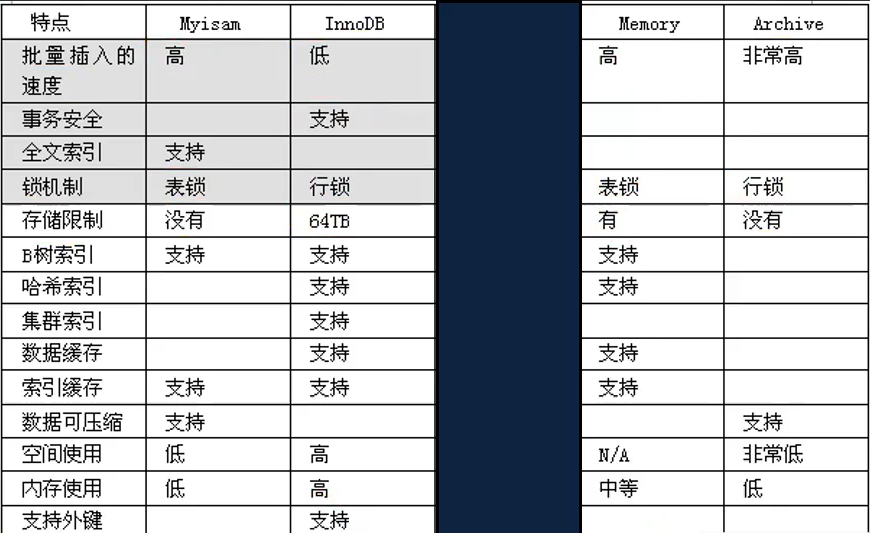 特点 Myisam InnoDB Memory Archive
批量插入的 高 低 高 非常高
速度
事务安全 支持
全文索引 支持
锁机制 表锁 行锁 表锁 行锁
存储限制 没有 64TB 有 没有
B树索引 支持 支持 支持
哈希索引 支持 支持
集群索引 支持
数据缓存 支持 支持
索引缓存 支持 支持 支持
数据可压缩 支持 支持
空间使用 低 高 N/A 非常低
内存使用 低 高 中等 低
支持外键 支持